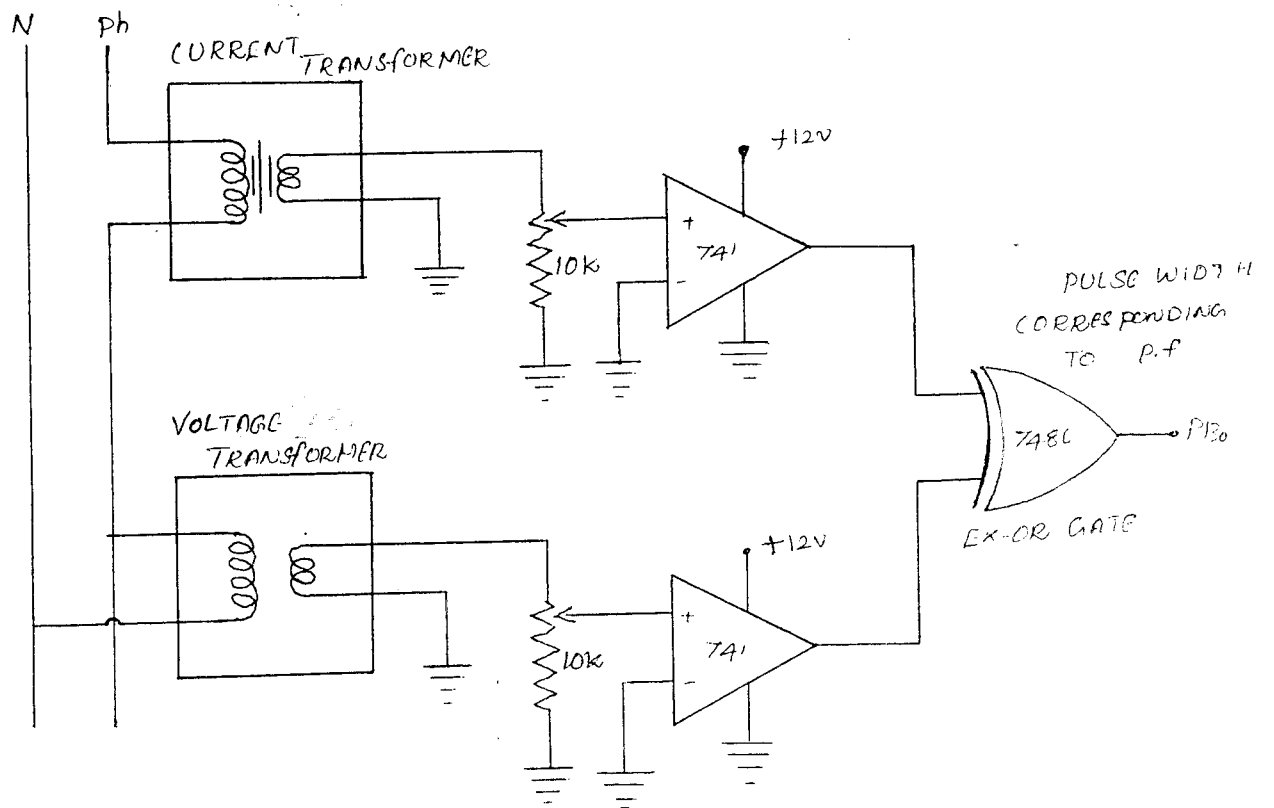 N
Ph
CURRENT
TRANSFORMER
+12V
+
741
-
10K
PULSE WIDTH
CORRESPONDING
TO P.f
VOLTAGE
TRANSFORMER
7486
PB0
EX-OR GATE
+12V
+
741
-
10K